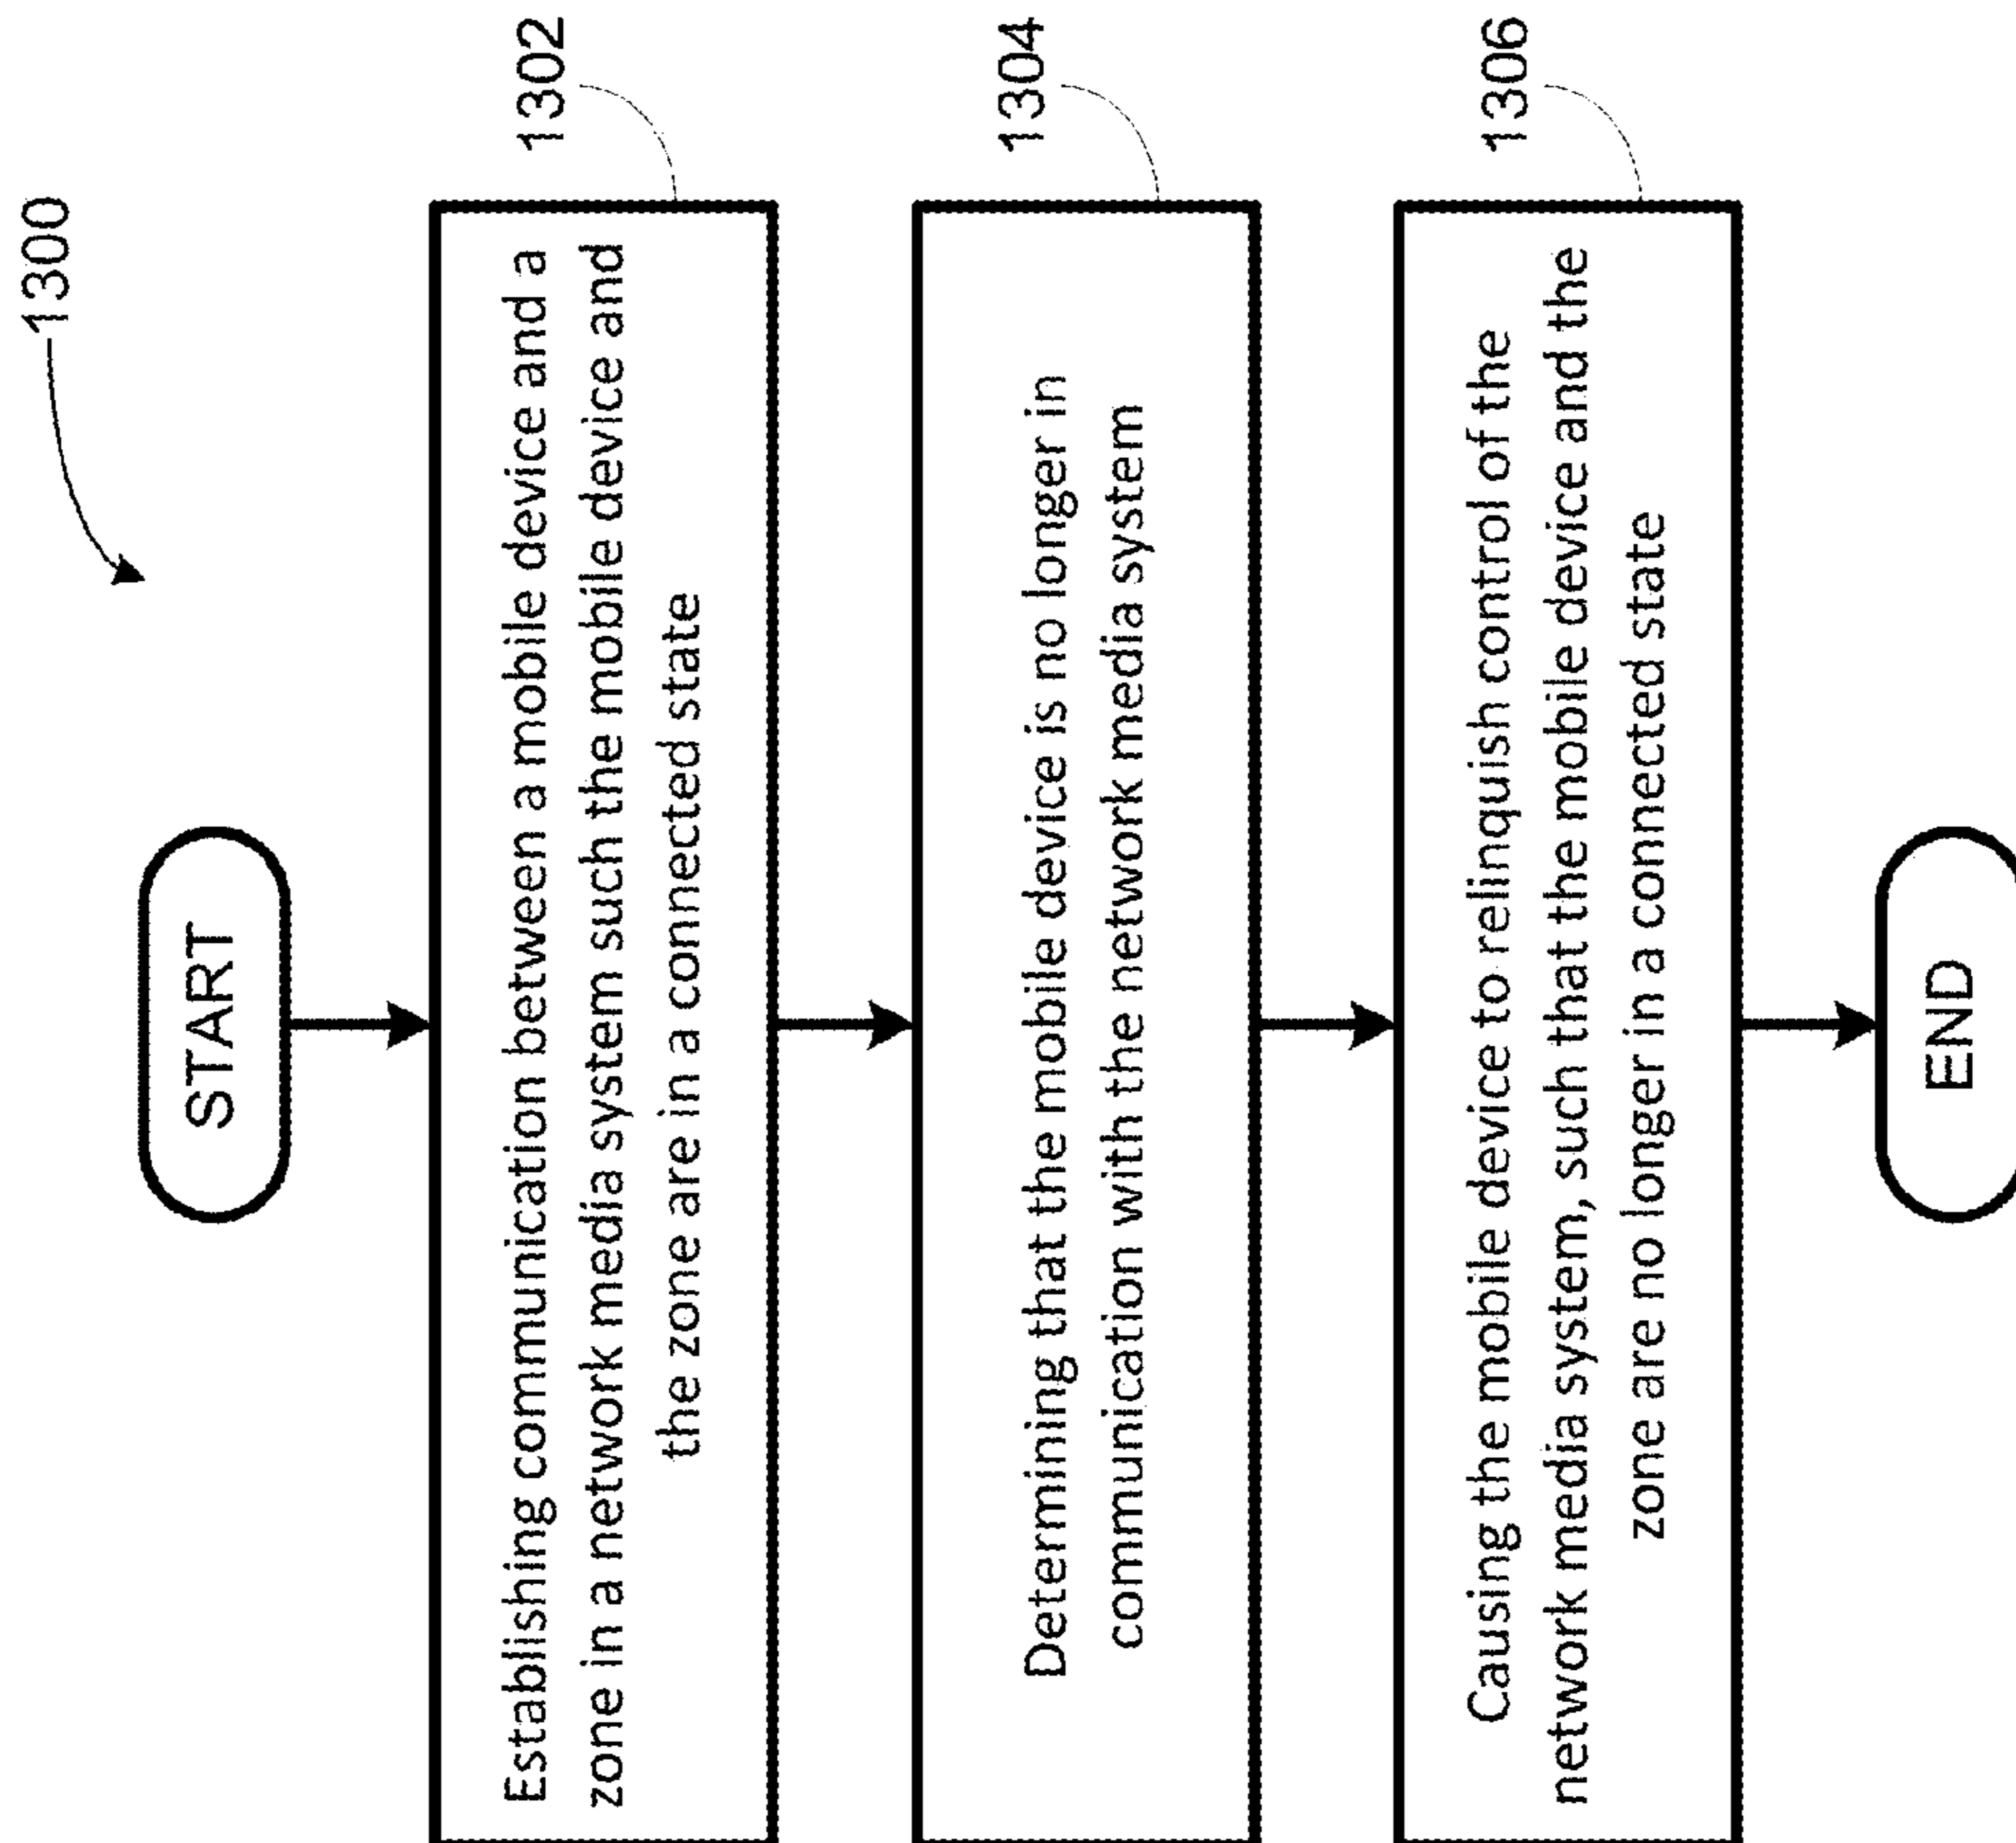 1300
START
Establishing communication between a mobile device and a
zone in a network media system such the mobile device and
the zone are in a connected state
1302
Determining that the mobile device is no longer in
communication with the network media system
1304
Causing the mobile device to relinquish control of the
network media system, such that the mobile device and the
zone are no longer in a connected state
1306
END